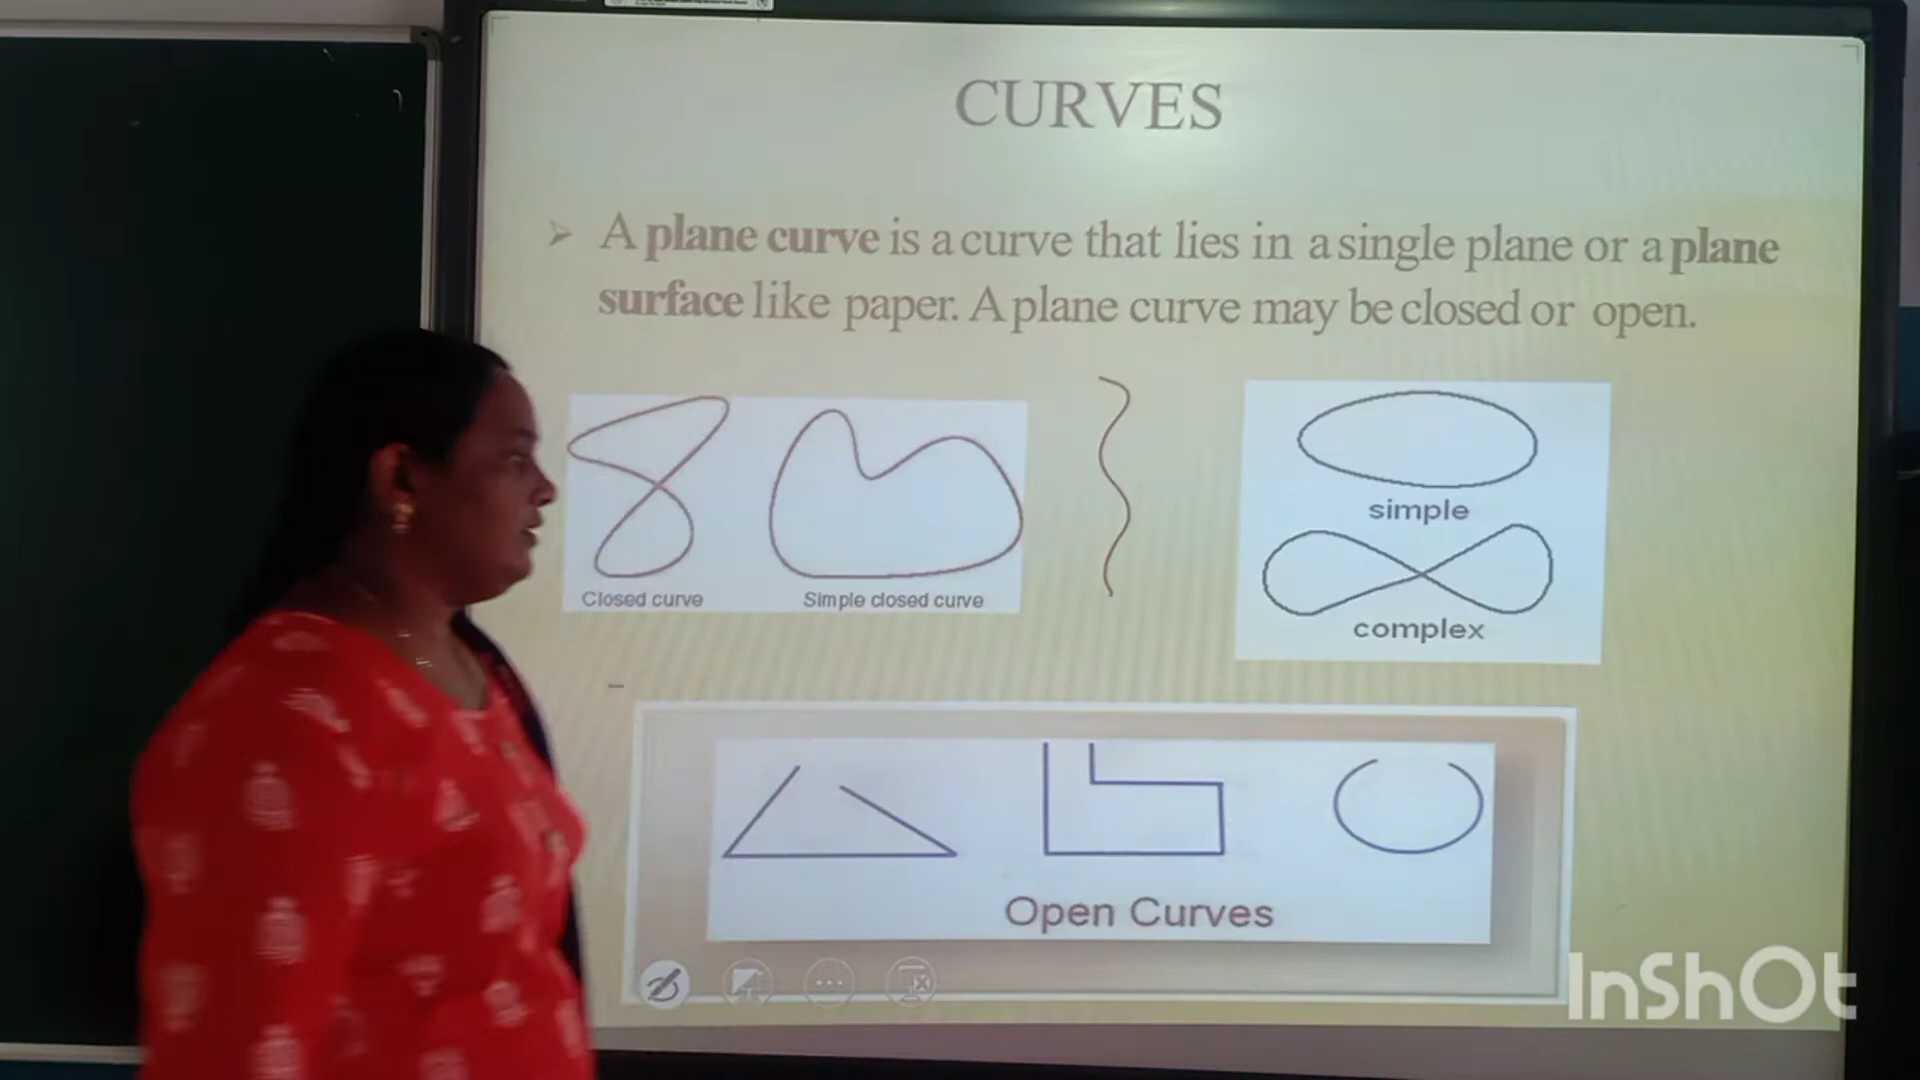 CURVES
➢ A plane curve is a curve that lies in a single plane or a plane
surface like paper. A plane curve may be closed or open.
Closed curve
Simple closed curve
simple
complex
Open Curves
InShOt